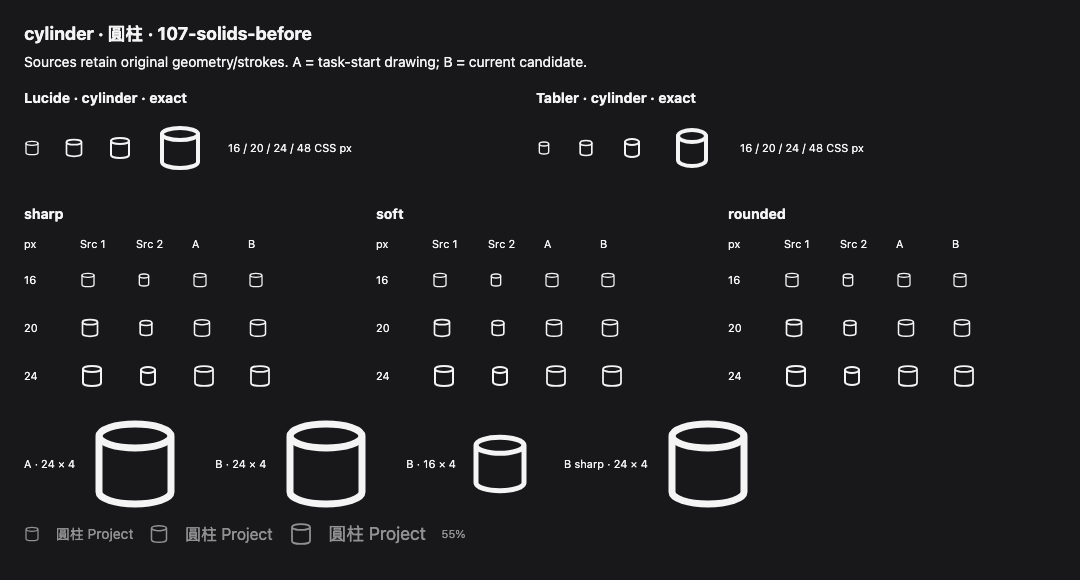 cylinder · 圓柱 · 107-solids-before
Sources retain original geometry/strokes. A = task-start drawing; B = current candidate.
Lucide · cylinder · exact
Tabler · cylinder · exact
16 / 20 / 24 / 48 CSS px
16 / 20 / 24 / 48 CSS px
sharp
soft
rounded
px Src 1 Src 2 A B
px Src 1 Src 2 A B
px Src 1 Src 2 A B
16
16
16
20
20
20
24
24
24
A · 24 × 4
B · 24 × 4
B · 16 × 4
B sharp · 24 × 4
圓柱 Project
圓柱 Project
圓柱 Project
55%